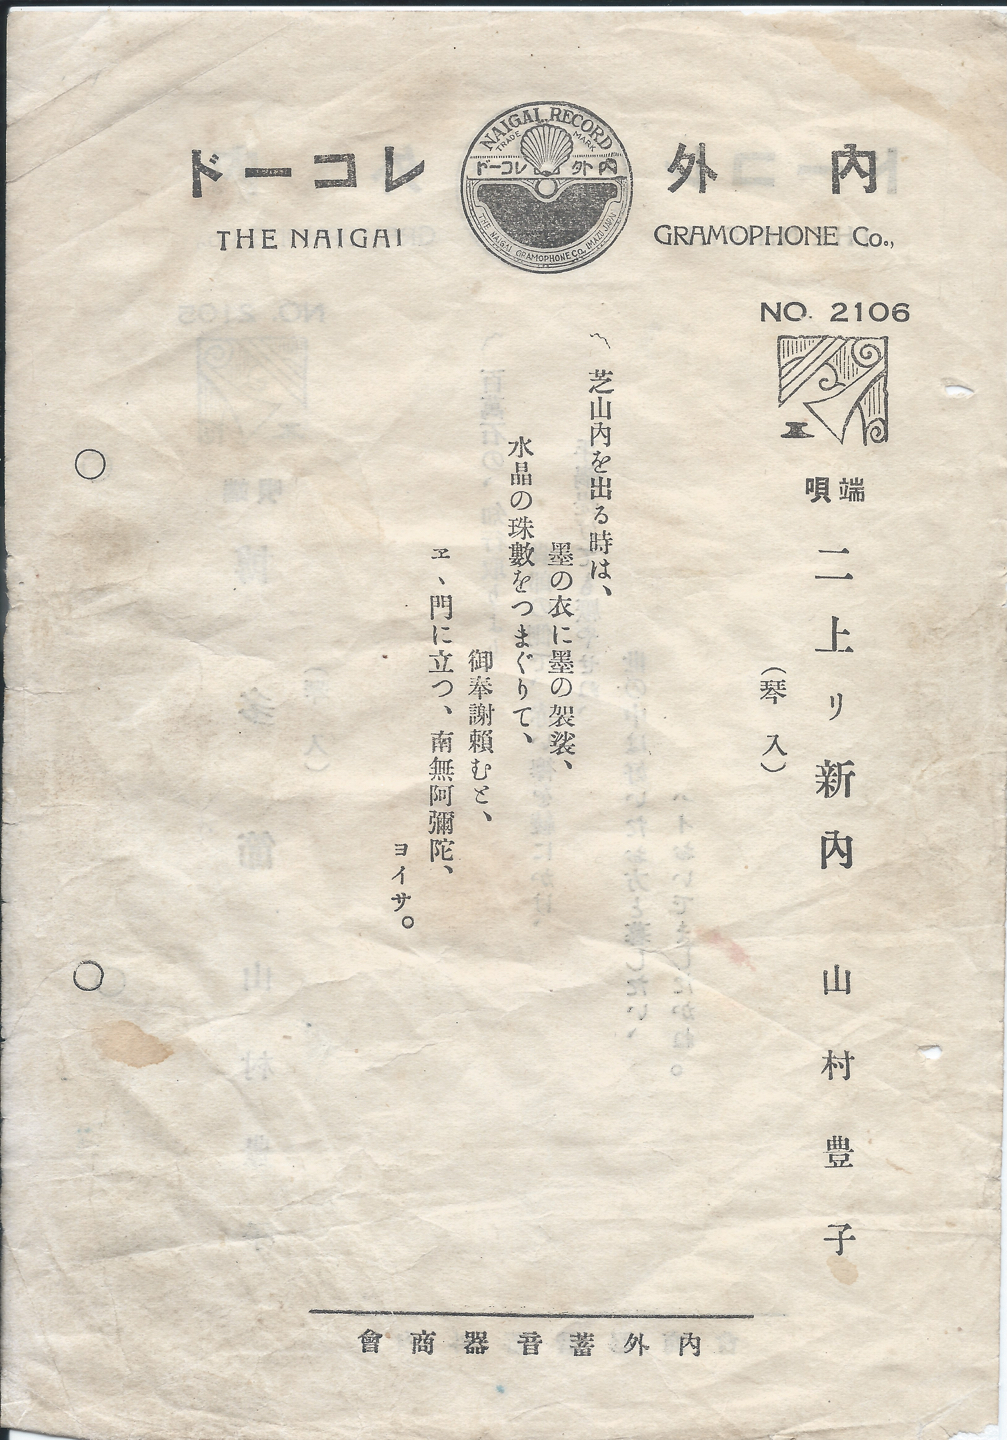 内外レコード
NAIGAI RECORD
TRADE MARK
内外レコード
THE NAIGAI GRAMOPHONE CO.
THE NAIGAI GRAMOPHONE Co.,
NO. 2106
端唄
二上リ新内 山村豊子
(琴入)
〽芝山内を出る時は、
墨の衣に墨の袈裟、
水晶の珠數をつまぐりて、
御奉謝頼むと、
ヱ、門に立つ、南無阿彌陀、
ヨイサ。
内外蓄音器商會